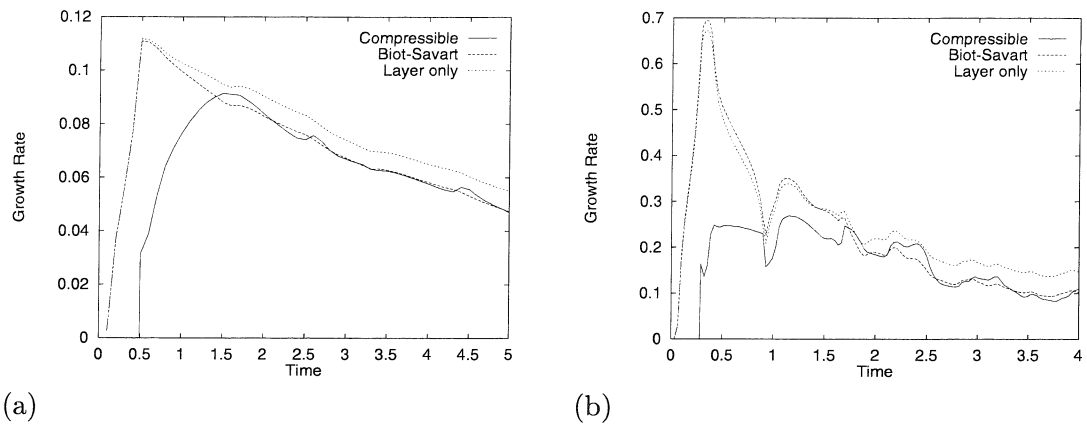 0.12
0.1
0.08
0.06
0.04
0.02
0
Growth Rate
Compressible
Biot-Savart
Layer only
0 0.5 1 1.5 2 2.5 3 3.5 4 4.5 5
Time
(a)
0.7
0.6
0.5
0.4
0.3
0.2
0.1
0
Growth Rate
Compressible
Biot-Savart
Layer only
0 0.5 1 1.5 2 2.5 3 3.5 4
Time
(b)